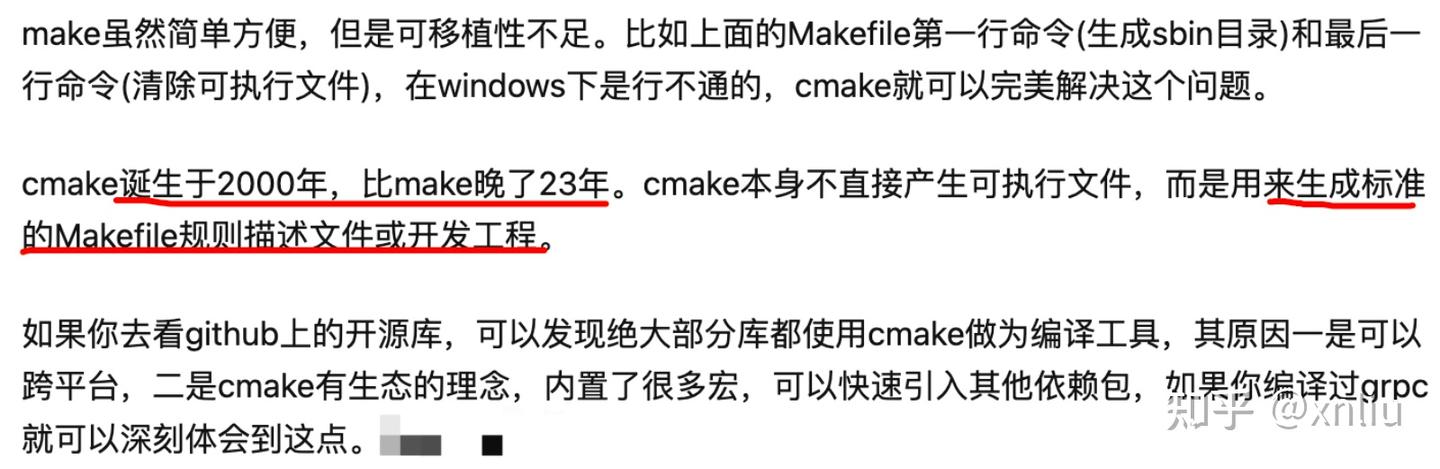 make虽然简单方便，但是可移植性不足。比如上面的Makefile第一行命令(生成sbin目录)和最后一
行命令(清除可执行文件)，在windows下是行不通的，cmake就可以完美解决这个问题。
cmake诞生于2000年，比make晚了23年。cmake本身不直接产生可执行文件，而是用来生成标准
的Makefile规则描述文件或开发工程。
如果你去看github上的开源库，可以发现绝大部分库都使用cmake做为编译工具，其原因一是可以
跨平台，二是cmake有生态的理念，内置了很多宏，可以快速引入其他依赖包，如果你编译过grpc
就可以深刻体会到这点。
知乎 @xnliu